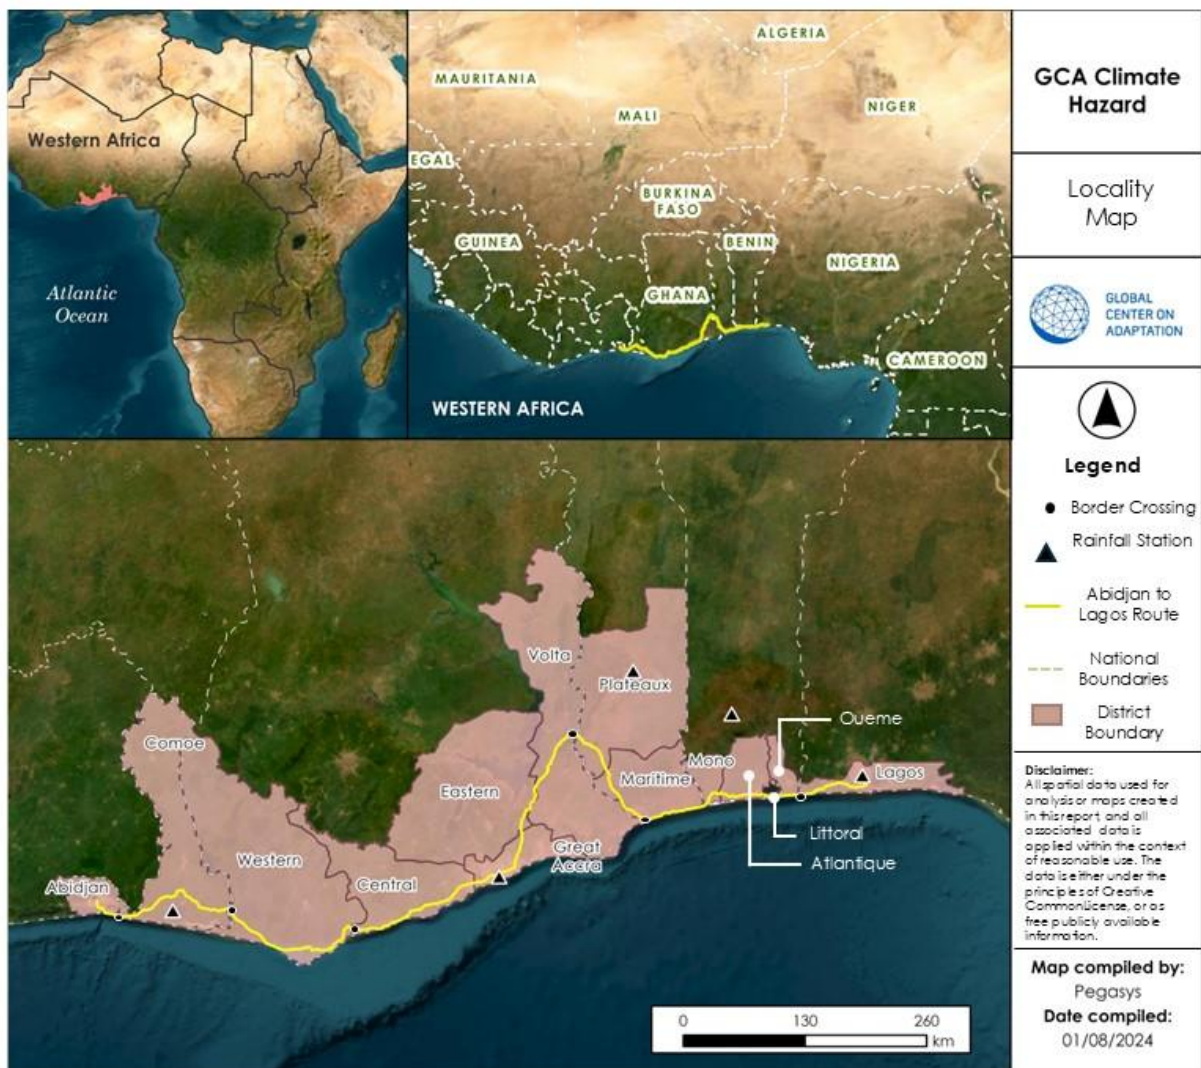 Western Africa
Atlantic
Ocean
ALGERIA
MAURITANIA
MALI
NIGER
EGAL
BURKINA
FASO
GUINEA
BENIN
NIGERIA
GHANA
CAMEROON
WESTERN AFRICA
GCA Climate
Hazard
Locality
Map
GLOBAL
CENTER ON
ADAPTATION
Legend
Border Crossing
Rainfall Station
Abidjan to
Lagos Route
National
Boundaries
District
Boundary
Disclaimer:
All spatial data used for
analysis or maps created
in this report and all
associated data is
applied within the context
of reasonable use. The
data is either under the
principles of Creative
Common License, or as
free publicly available
information.
Map compiled by:
Pegasys
Date compiled:
01/08/2024
Volta
Plateaux
Oueme
Comoe
Mono
Maritime
Lagos
Eastern
Littoral
Great
Accra
Western
Central
Atlantique
Abidjan
0 130 260
km